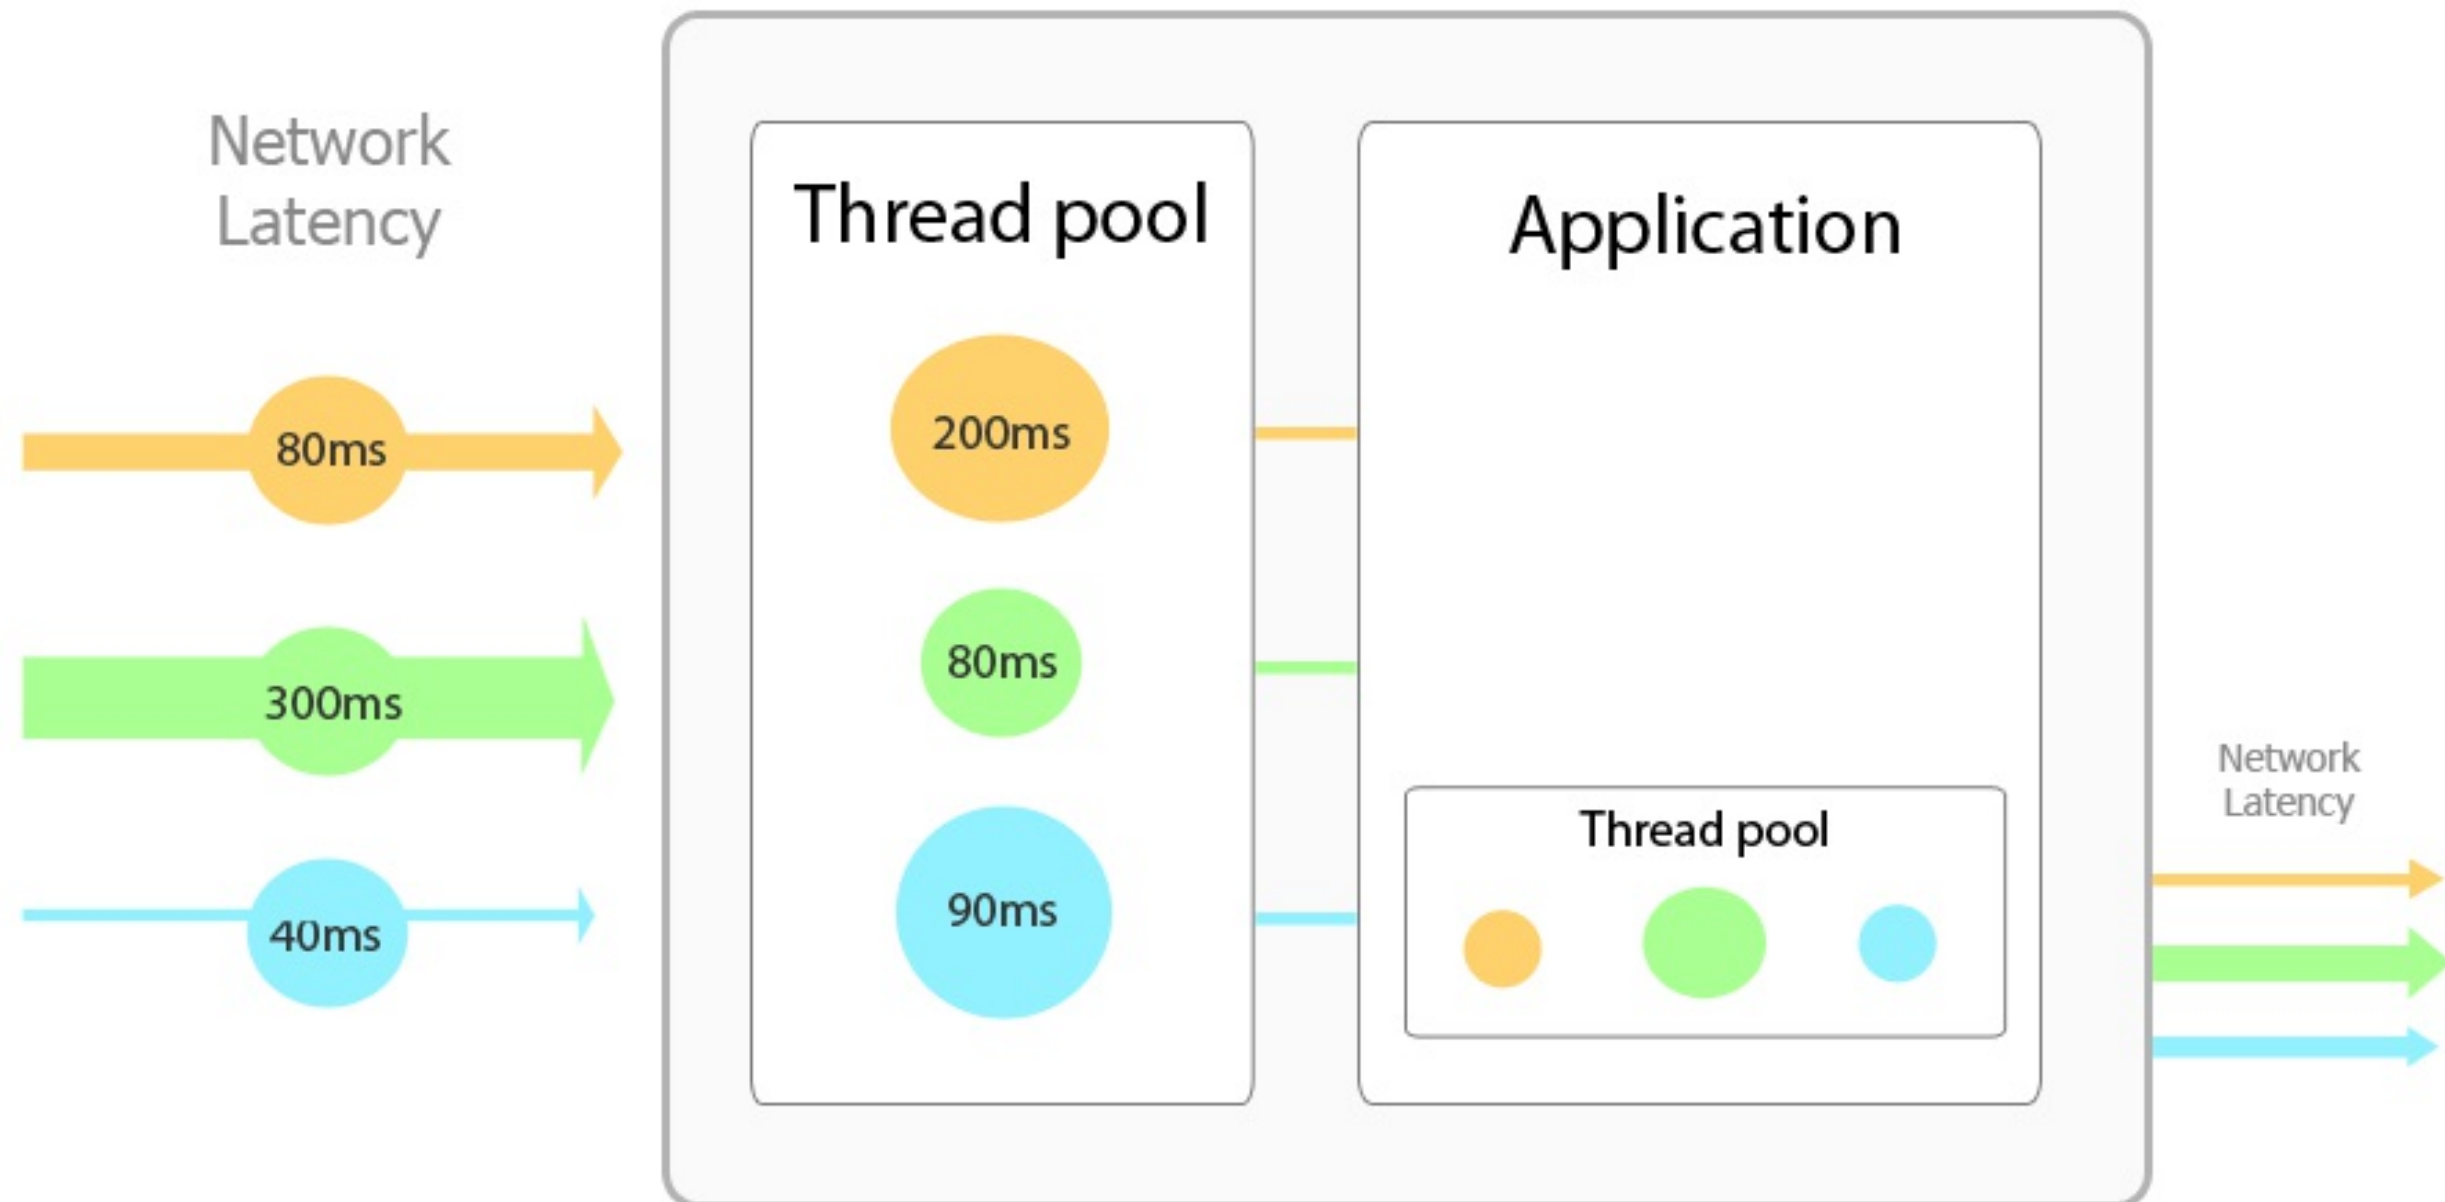 Network
Latency
80ms
300ms
40ms
Thread pool
200ms
80ms
90ms
Application
Thread pool
Network
Latency